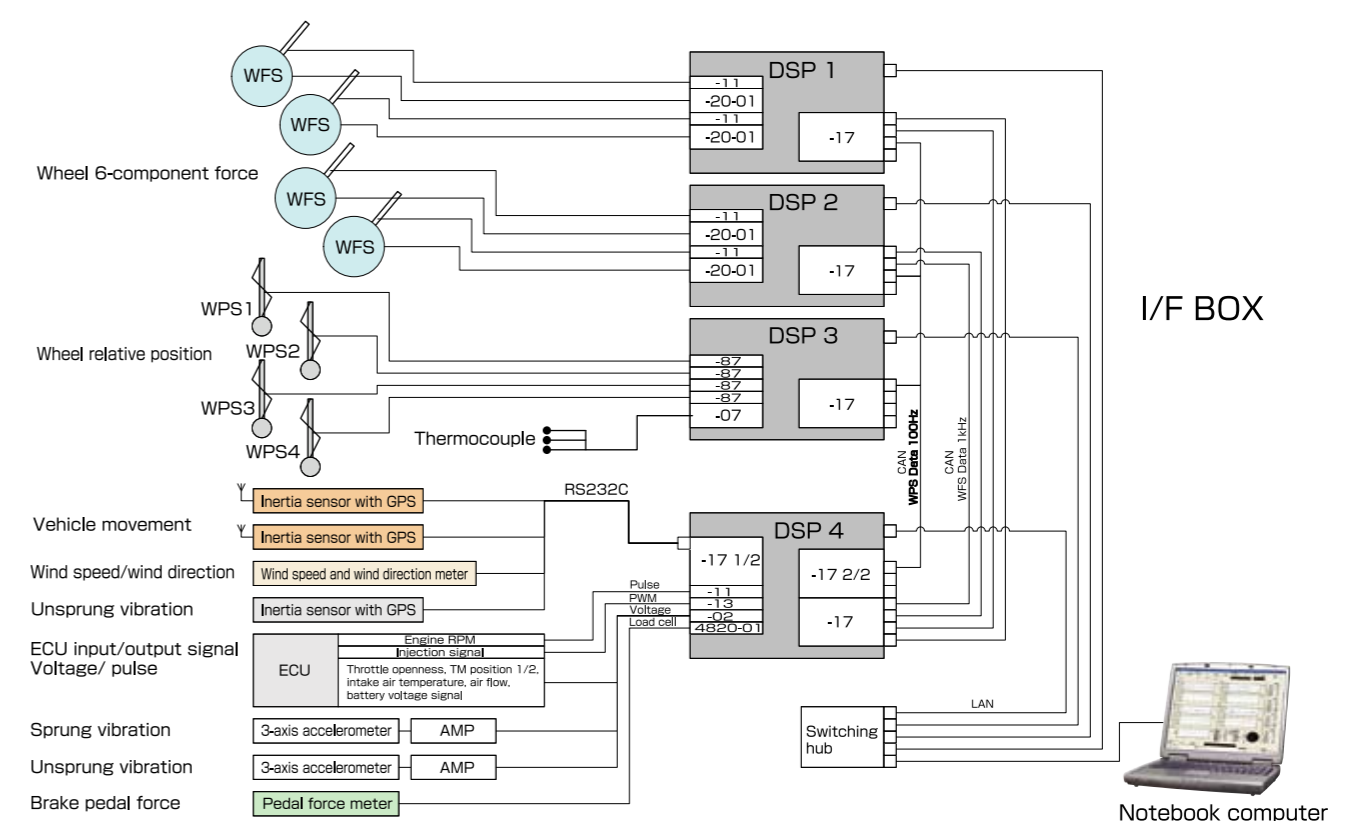 WFS
WFS
Wheel 6-component force
WFS
WFS
WPS1
WPS2
Wheel relative position
WPS3
WPS4
Thermocouple
RS232C
Vehicle movement
Inertia sensor with GPS
Inertia sensor with GPS
Wind speed/wind direction
Wind speed and wind direction meter
Unsprung vibration
Inertia sensor with GPS
ECU input/output signal
Voltage/ pulse
ECU
Engine RPM
Injection signal
Throttle openness, TM position 1/2,
intake air temperature, air flow,
battery voltage signal
Sprung vibration
3-axis accelerometer
AMP
Unsprung vibration
3-axis accelerometer
AMP
Brake pedal force
Pedal force meter
Pulse
PWM
Voltage
Load cell
DSP 1
-11
-20-01
-11
-20-01
-17
DSP 2
-11
-20-01
-11
-20-01
-17
DSP 3
-87
-87
-87
-87
-07
-17
DSP 4
-17 1/2
-11
-13
-02
4820-01
-17 2/2
-17
CAN
WPS Data 100Hz
CAN
WFS Data 1kHz
I/F BOX
LAN
Switching
hub
Notebook computer